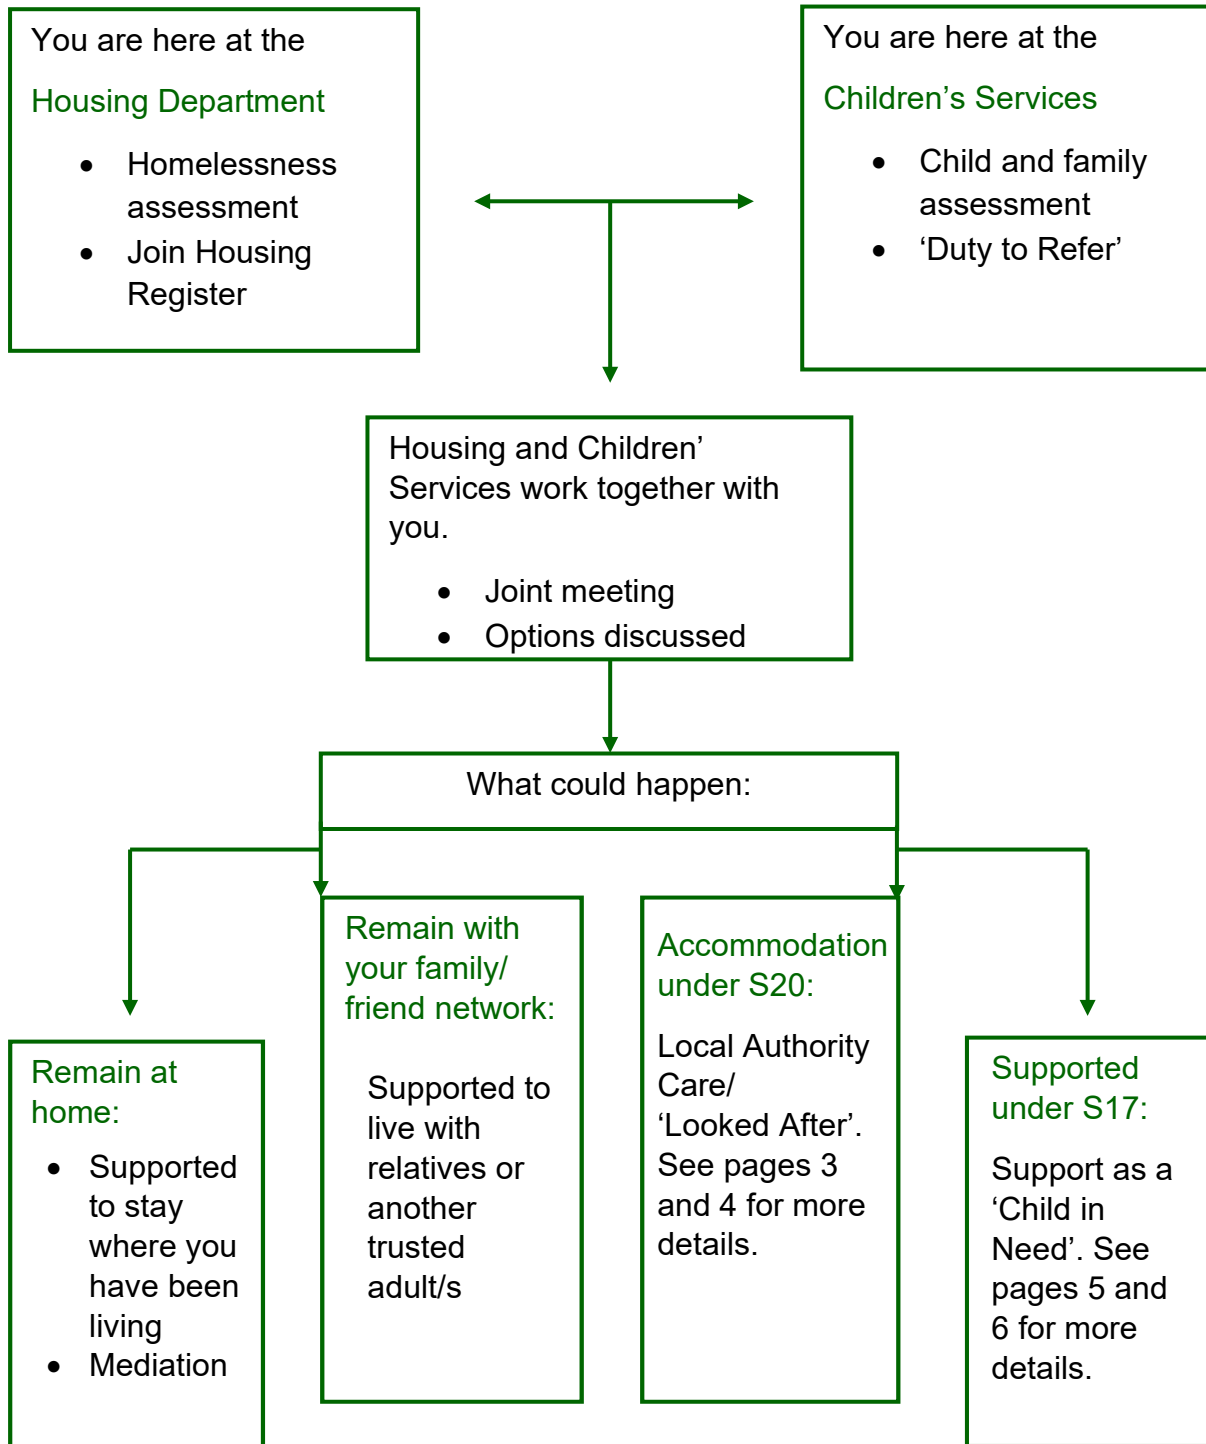 You are here at the
Housing Department
• Homelessness
assessment
• Join Housing
Register
You are here at the
Children’s Services
• Child and family
assessment
• ‘Duty to Refer’
Housing and Children’
Services work together with
you.
• Joint meeting
• Options discussed
What could happen:
Remain at
home:
• Supported
to stay
where you
have been
living
• Mediation
Remain with
your family/
friend network:
Supported to
live with
relatives or
another
trusted
adult/s
Accommodation
under S20:
Local Authority
Care/
‘Looked After’.
See pages 3
and 4 for more
details.
Supported
under S17:
Support as a
‘Child in
Need’. See
pages 5 and
6 for more
details.